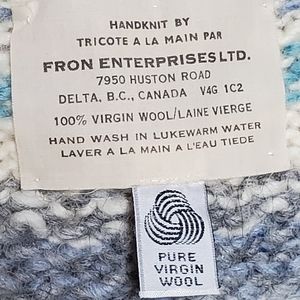 HANDKNIT BY
TRICOTE A LA MAIN PAR
FRON ENTERPRISES LTD.
7950 HUSTON ROAD
DELTA, B.C., CANADA V4G 1C2
100% VIRGIN WOOL/LAINE VIERGE
HAND WASH IN LUKEWARM WATER
LAVER A LA MAIN A L'EAU TIEDE
PURE
VIRGIN
WOOL